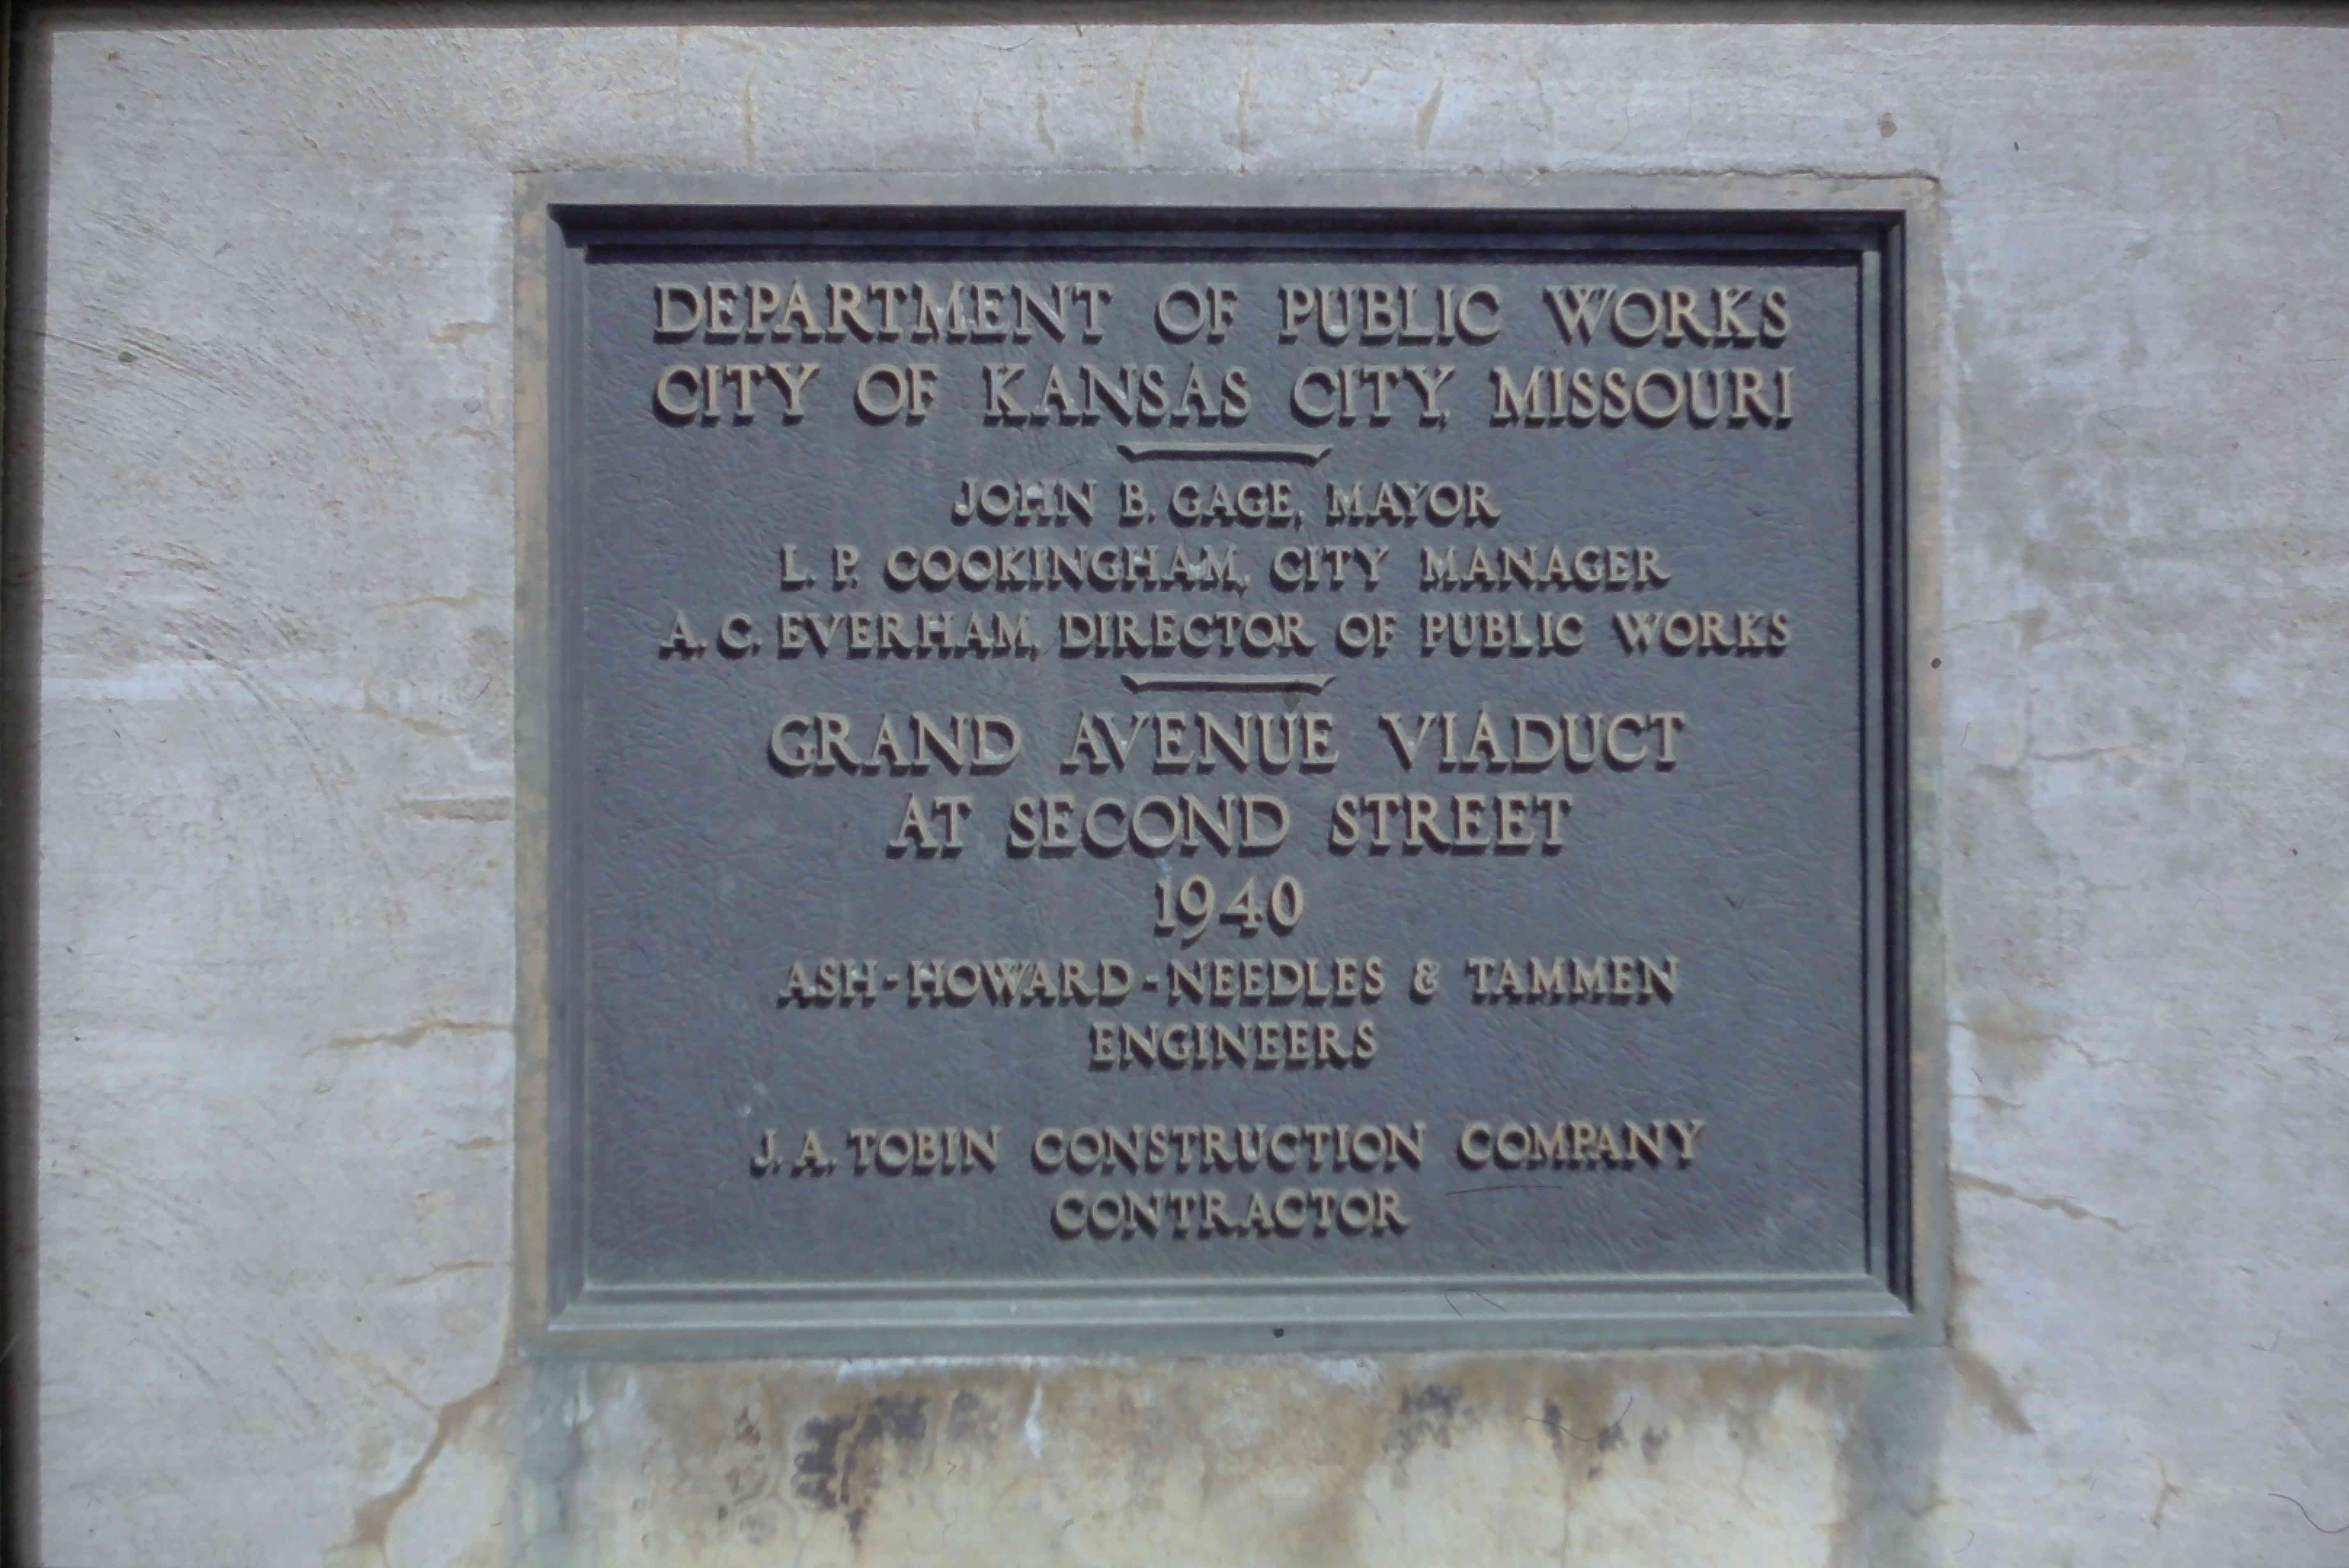 DEPARTMENT OF PUBLIC WORKS
CITY OF KANSAS CITY, MISSOURI
JOHN B. GAGE, MAYOR
L. P. COOKINGHAM, CITY MANAGER
A. C. EVERHAM, DIRECTOR OF PUBLIC WORKS
GRAND AVENUE VIADUCT
AT SECOND STREET
1940
ASH-HOWARD-NEEDLES & TAMMEN
ENGINEERS
J. A. TOBIN CONSTRUCTION COMPANY
CONTRACTOR